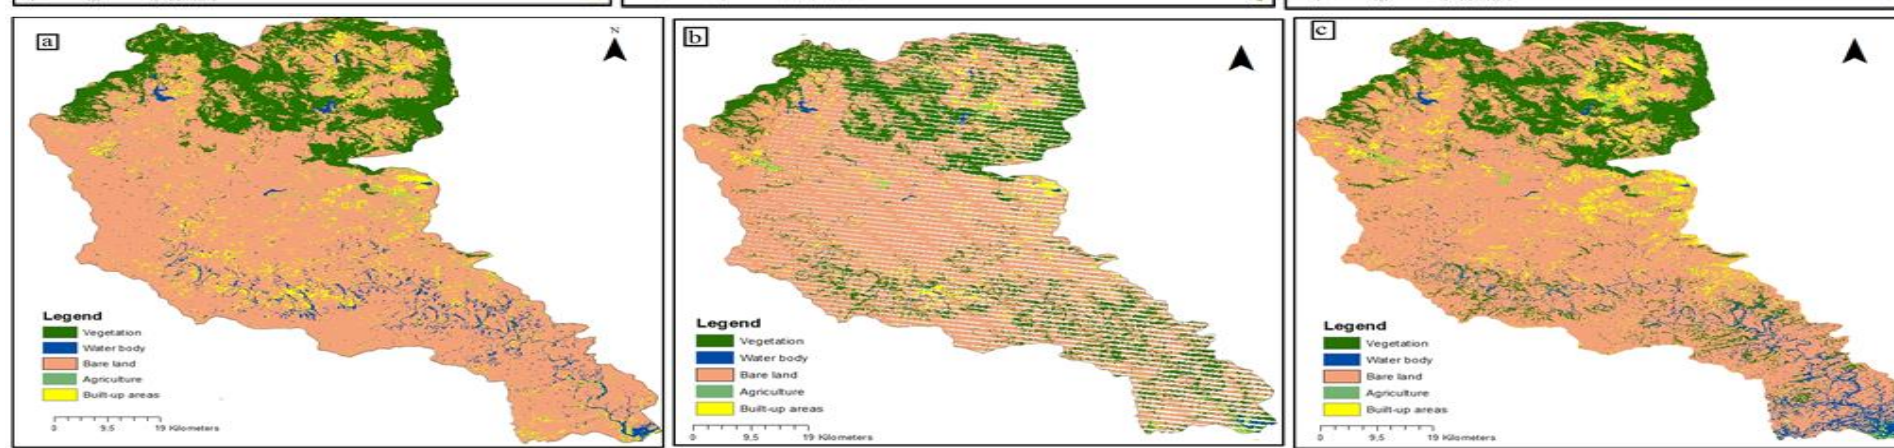 a
N
Legend
Vegetation
Water body
Bare land
Agriculture
Built-up areas
0 9.5 19 Kilometers
b
Legend
Vegetation
Water body
Bare land
Agriculture
Built-up areas
0 9.5 19 Kilometers
c
Legend
Vegetation
Water body
Bare land
Agriculture
Built-up areas
0 9.5 19 Kilometers